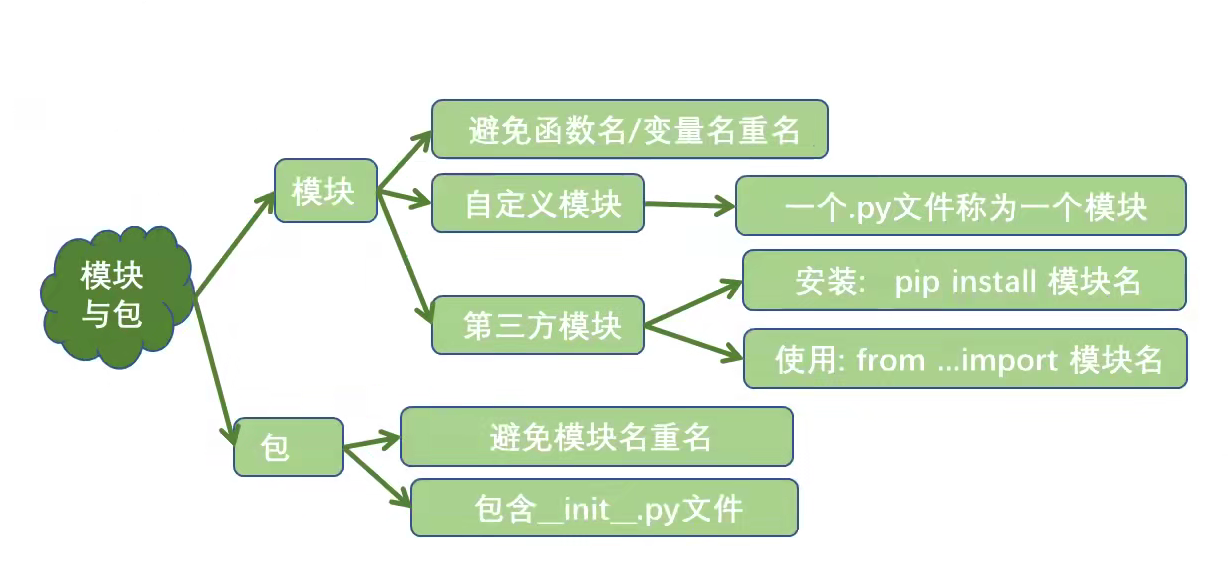 模块
与包
模块
避免函数名/变量名重名
自定义模块
一个.py文件称为一个模块
第三方模块
安装: pip install 模块名
使用: from ...import 模块名
包
避免模块名重名
包含__init__.py文件